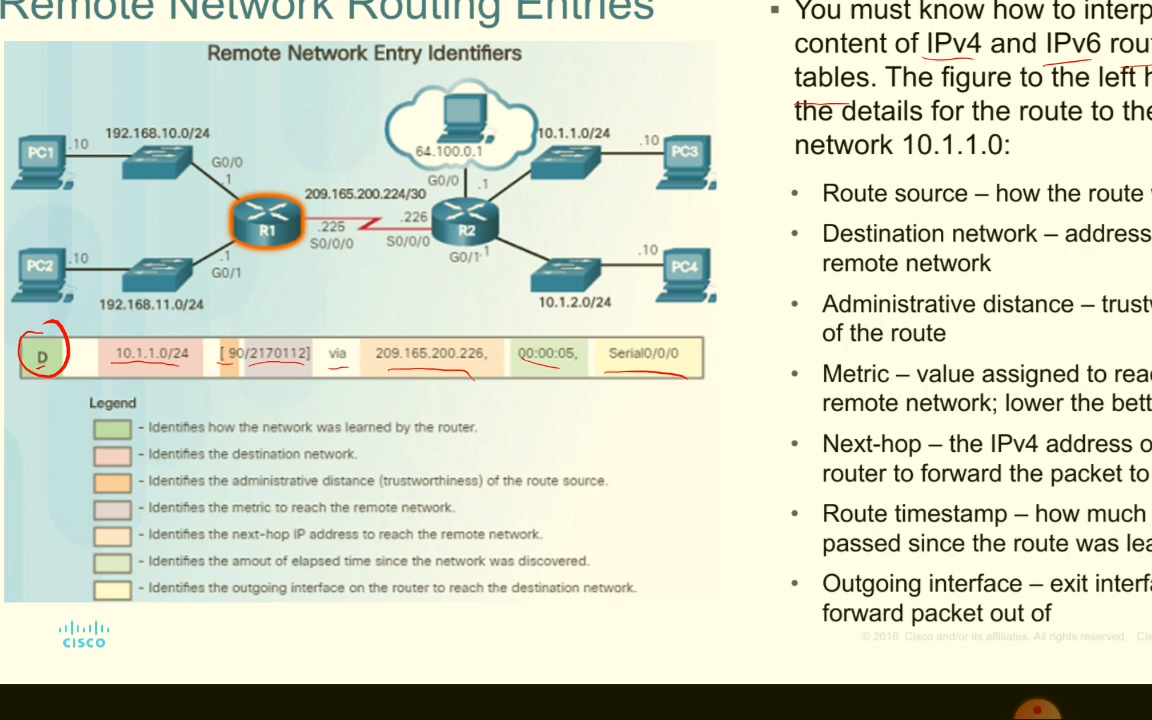 Remote Network Routing Entries
Remote Network Entry Identifiers
192.168.10.0/24
.10
PC1
G0/0
1
209.165.200.224/30
R1
.225
S0/0/0
.10
PC2
.1
G0/1
192.168.11.0/24
64.100.0.1
G0/0
.1
.226
S0/0/0
R2
G0/1
.1
10.1.1.0/24
.10
PC3
.10
PC4
10.1.2.0/24
D 10.1.1.0/24 [ 90/2170112] via 209.165.200.226, 00:00:05, Serial0/0/0
Legend
- Identifies how the network was learned by the router.
- Identifies the destination network.
- Identifies the administrative distance (trustworthiness) of the route source.
- Identifies the metric to reach the remote network.
- Identifies the next-hop IP address to reach the remote network.
- Identifies the amout of elapsed time since the network was discovered.
- Identifies the outgoing interface on the router to reach the destination network.
CISCO
▪ You must know how to interp
content of IPv4 and IPv6 rout
tables. The figure to the left h
the details for the route to the
network 10.1.1.0:
• Route source – how the route
• Destination network – address
remote network
• Administrative distance – trustw
of the route
• Metric – value assigned to reac
remote network; lower the bett
• Next-hop – the IPv4 address o
router to forward the packet to
• Route timestamp – how much
passed since the route was lea
• Outgoing interface – exit interfa
forward packet out of
© 2016 Cisco and/or its affiliates. All rights reserved. Cis